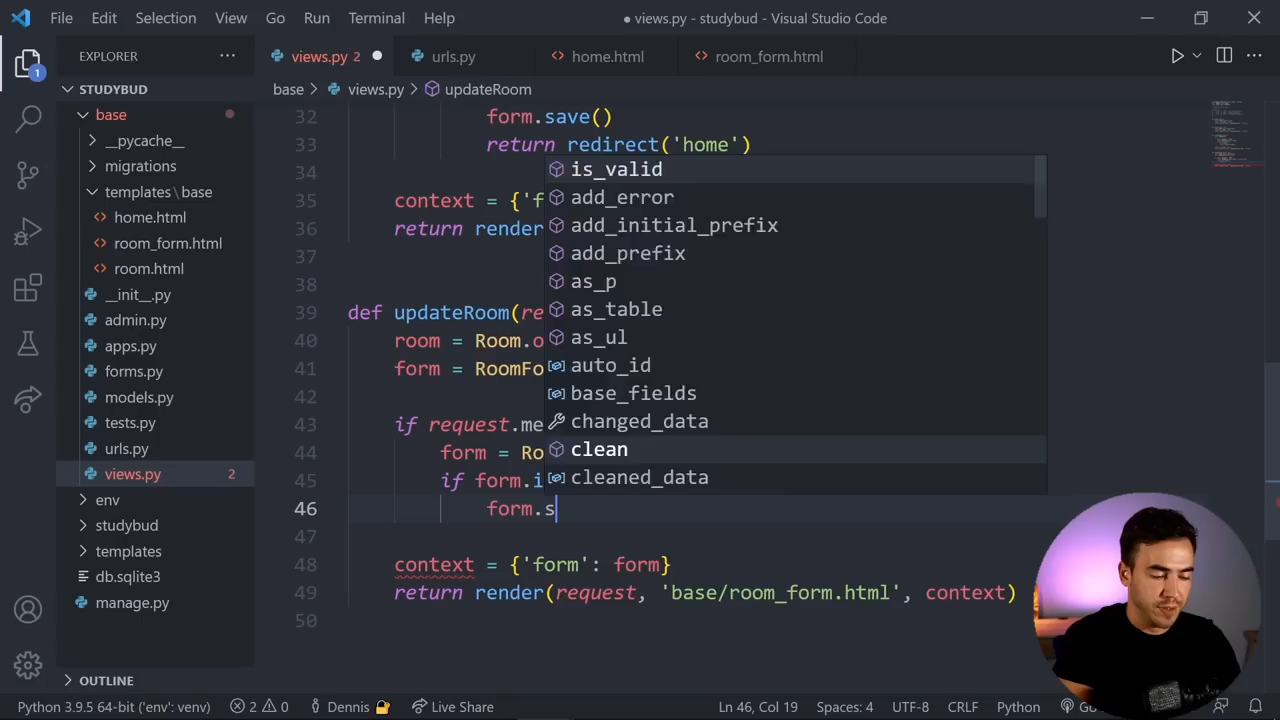 File Edit Selection View Go Run Terminal Help
● views.py - studybud - Visual Studio Code
EXPLORER
views.py 2
urls.py
home.html
room_form.html
STUDYBUD
base > views.py > updateRoom
base
__pycache__
migrations
templates\base
home.html
room_form.html
room.html
__init__.py
admin.py
apps.py
forms.py
models.py
tests.py
urls.py
views.py 2
env
studybud
templates
db.sqlite3
manage.py
OUTLINE
1
32 form.save()
33 return redirect('home')
34
35 context = {'f
36 return render
37
38
39 def updateRoom(re
40 room = Room.o
41 form = RoomFo
42
43 if request.me
44 form = Ro
45 if form.i
46 form.s
47
48 context = {'form': form}
49 return render(request, 'base/room_form.html', context)
50
is_valid
add_error
add_initial_prefix
add_prefix
as_p
as_table
as_ul
auto_id
base_fields
changed_data
clean
cleaned_data
Python 3.9.5 64-bit ('env': venv) 2 0 Dennis Live Share Ln 46, Col 19 Spaces: 4 UTF-8 CRLF Python